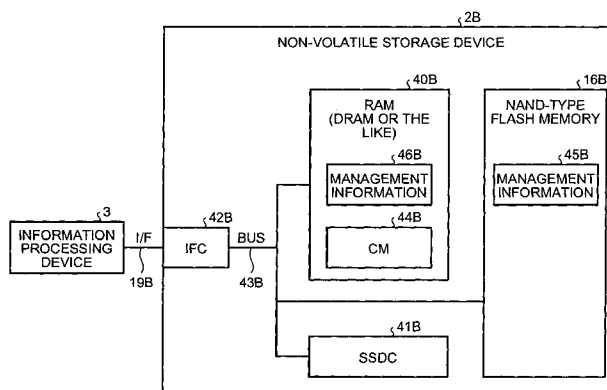 2B
NON-VOLATILE STORAGE DEVICE
40B
RAM
(DRAM OR THE
LIKE)
46B
MANAGEMENT
INFORMATION
44B
CM
16B
NAND-TYPE
FLASH MEMORY
45B
MANAGEMENT
INFORMATION
3
INFORMATION
PROCESSING
DEVICE
I/F
19B
42B
IFC
BUS
43B
41B
SSDC